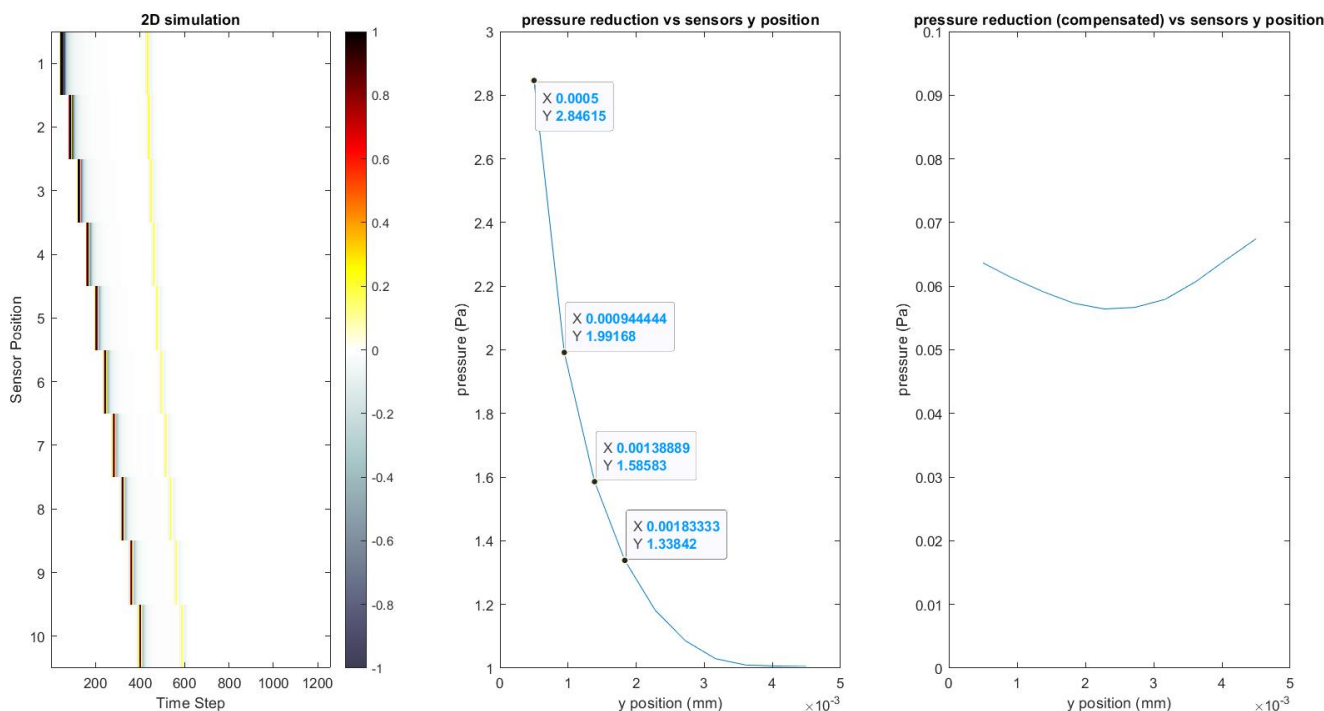 2D simulation
1
2
3
4
5
6
7
8
9
10
Sensor Position
200 400 600 800 1000 1200
Time Step
1
0.8
0.6
0.4
0.2
0
-0.2
-0.4
-0.6
-0.8
-1
pressure reduction vs sensors y position
3
2.8
2.6
2.4
2.2
2
1.8
1.6
1.4
1.2
1
pressure (Pa)
X 0.0005
Y 2.84615
X 0.000944444
Y 1.99168
X 0.00138889
Y 1.58583
X 0.00183333
Y 1.33842
0 1 2 3 4 5
y position (mm)
×10⁻³
pressure reduction (compensated) vs sensors y position
0.1
0.09
0.08
0.07
0.06
0.05
0.04
0.03
0.02
0.01
0
pressure (Pa)
0 1 2 3 4 5
y position (mm)
×10⁻³